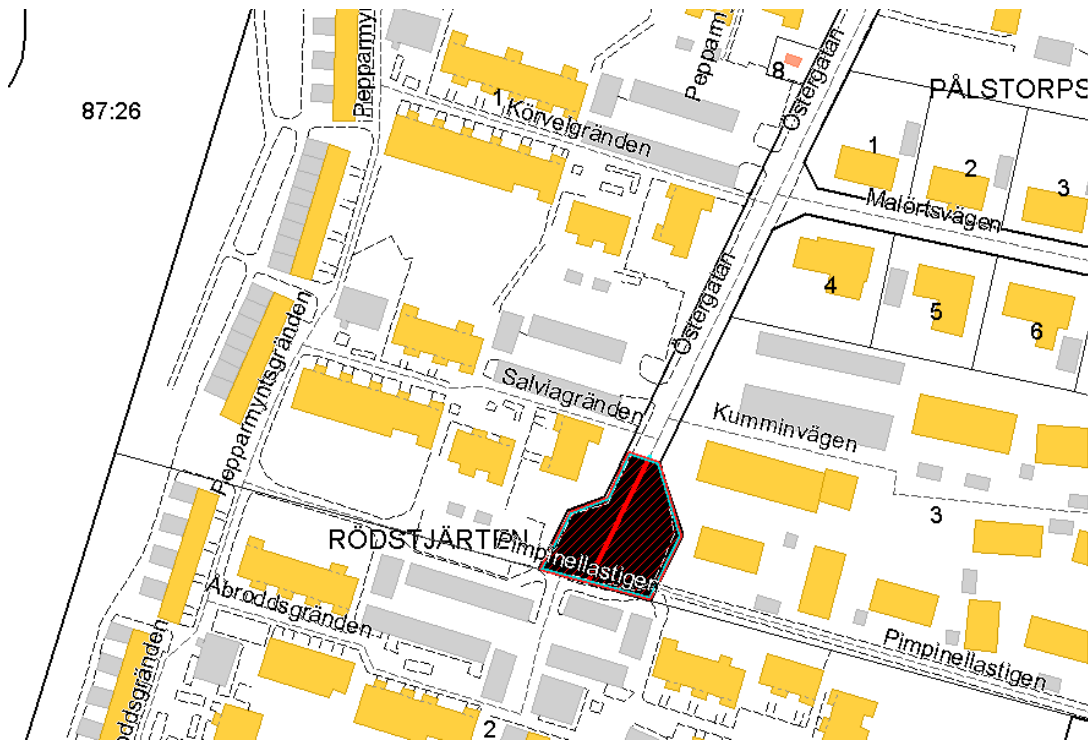 Pepparmyn
Pepparmy
8
Östergatan
PÅLSTORPS
87:26
1
Körvelgränden
1
2
3
Malörtsvägen
4
5
6
Östergatan
Pepparmyntsgränden
Salviagränden
Kumminvägen
3
RÖDSTJÄRTEN
Pimpinellastigen
Åbroddsgränden
Pimpinellastigen
oddsgränden
2